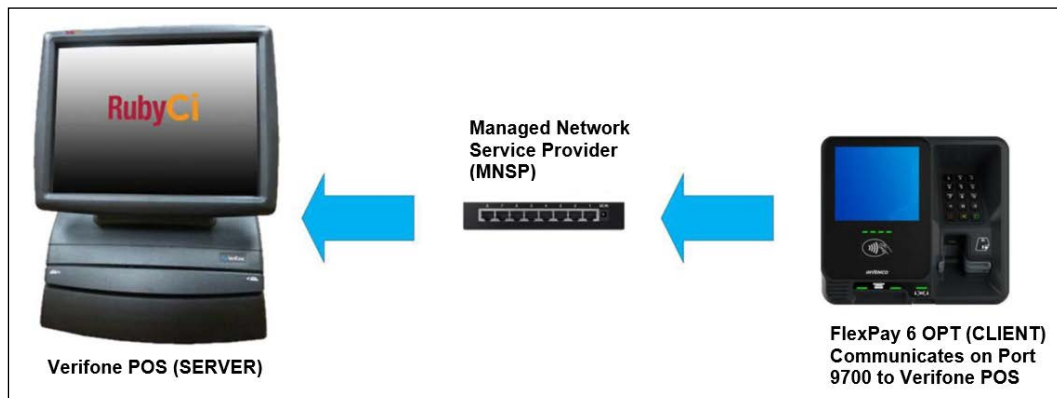 RubyCi
Managed Network
Service Provider
(MNSP)
Verifone POS (SERVER)
FlexPay 6 OPT (CLIENT)
Communicates on Port
9700 to Verifone POS